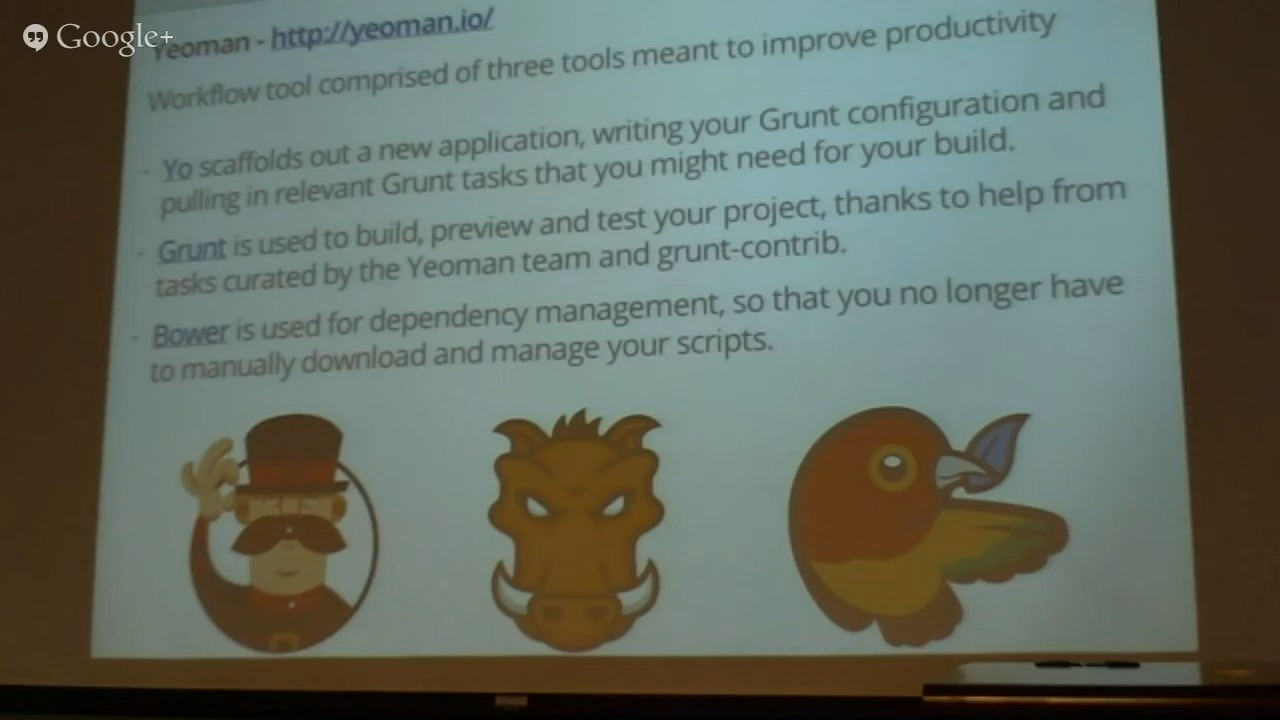 Google+
Yeoman - http://yeoman.io/
Workflow tool comprised of three tools meant to improve productivity
· Yo scaffolds out a new application, writing your Grunt configuration and
pulling in relevant Grunt tasks that you might need for your build.
· Grunt is used to build, preview and test your project, thanks to help from
tasks curated by the Yeoman team and grunt-contrib.
· Bower is used for dependency management, so that you no longer have
to manually download and manage your scripts.